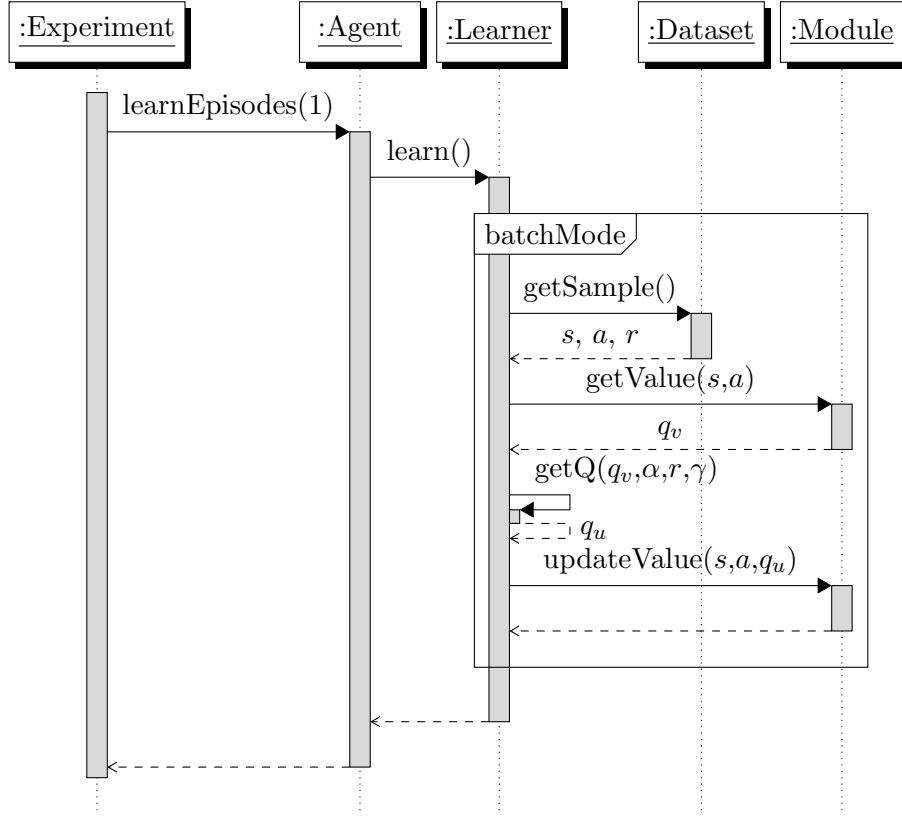 :Experiment :Agent :Learner :Dataset :Module
learnEpisodes(1)
learn()
batchMode
getSample()
s, a, r
getValue(s,a)
q_v
getQ(q_v,α,r,γ)
q_u
updateValue(s,a,q_u)